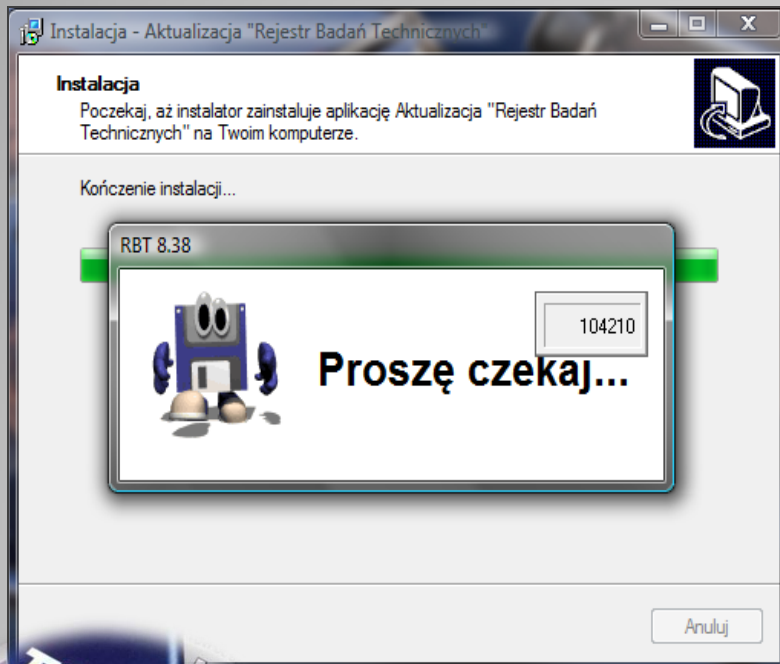 Instalacja - Aktualizacja "Rejestr Badań Technicznych"
Instalacja
Poczekaj, aż instalator zainstaluje aplikację Aktualizacja "Rejestr Badań
Technicznych" na Twoim komputerze.
Kończenie instalacji...
RBT 8.38
104210
Proszę czekaj...
Anuluj